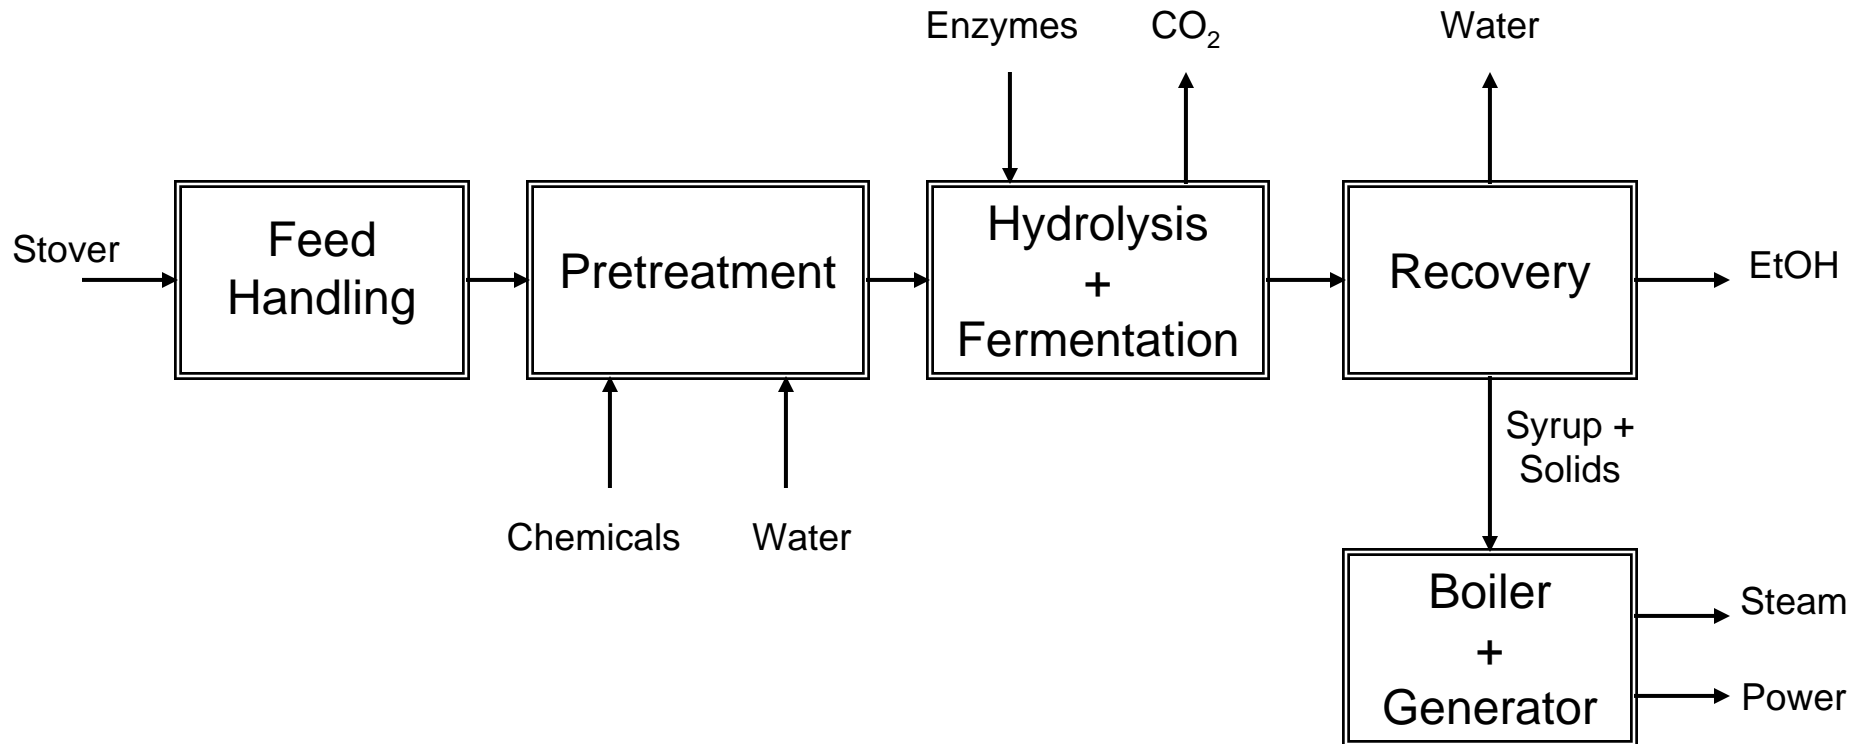 Enzymes
CO2
Water
Stover
Feed
Handling
Pretreatment
Hydrolysis
+
Fermentation
Recovery
EtOH
Chemicals
Water
Syrup +
Solids
Boiler
+
Generator
Steam
Power